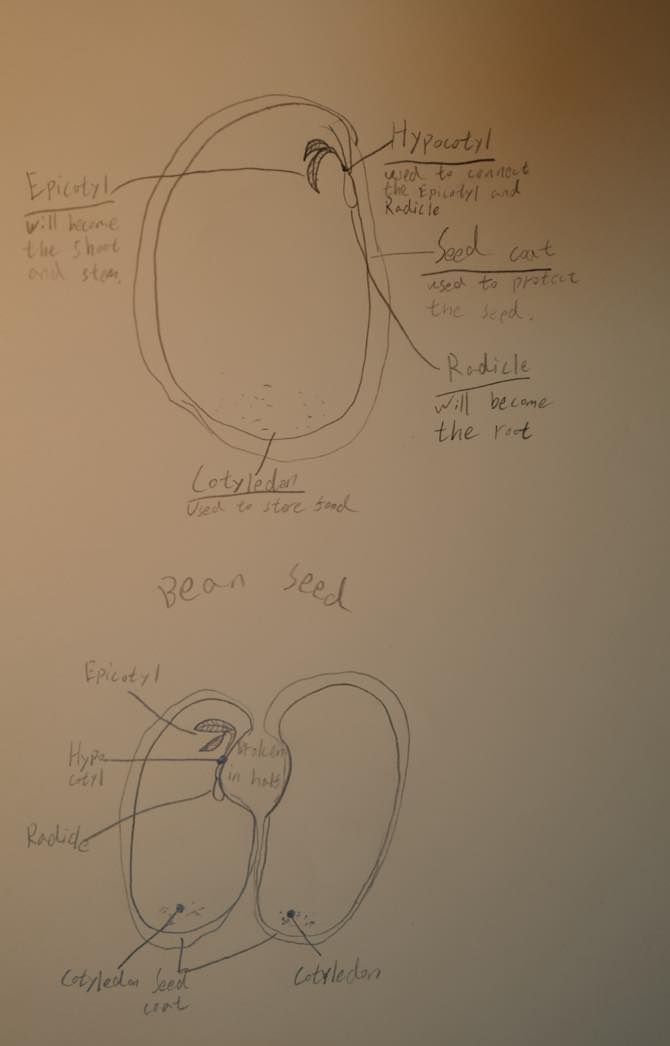 Hypocotyl
used to connect
the Epicotyl and
Radicle
Epicotyl
will become
the shoot
and stem.
Seed coat
used to protect
the seed.
Radicle
will become
the root
Cotyledon
Used to store food
Bean Seed
Epicotyl
Hypo
cotyl
broken
in half
Radicle
Cotyledon
Seed
coat
Cotyledon